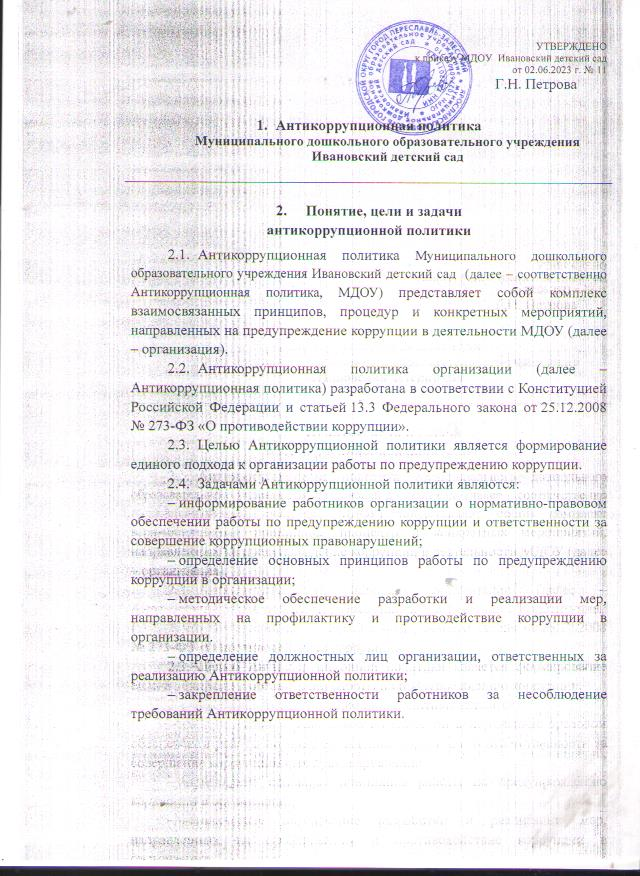 УТВЕРЖДЕНО
к приказу МДОУ Ивановский детский сад
от 02.06.2023 г. № 11
Г.Н. Петрова
1. Антикоррупционная политика
Муниципального дошкольного образовательного учреждения
Ивановский детский сад
2. Понятие, цели и задачи
антикоррупционной политики
2.1. Антикоррупционная политика Муниципального дошкольного
образовательного учреждения Ивановский детский сад (далее – соответственно
Антикоррупционная политика, МДОУ) представляет собой комплекс
взаимосвязанных принципов, процедур и конкретных мероприятий,
направленных на предупреждение коррупции в деятельности МДОУ (далее
– организация).
2.2. Антикоррупционная политика организации (далее –
Антикоррупционная политика) разработана в соответствии с Конституцией
Российской Федерации и статьей 13.3 Федерального закона от 25.12.2008
№ 273-ФЗ «О противодействии коррупции».
2.3. Целью Антикоррупционной политики является формирование
единого подхода к организации работы по предупреждению коррупции.
2.4. Задачами Антикоррупционной политики являются:
– информирование работников организации о нормативно-правовом
обеспечении работы по предупреждению коррупции и ответственности за
совершение коррупционных правонарушений;
– определение основных принципов работы по предупреждению
коррупции в организации;
– методическое обеспечение разработки и реализации мер,
направленных на профилактику и противодействие коррупции в
организации.
– определение должностных лиц организации, ответственных за
реализацию Антикоррупционной политики;
– закрепление ответственности работников за несоблюдение
требований Антикоррупционной политики.